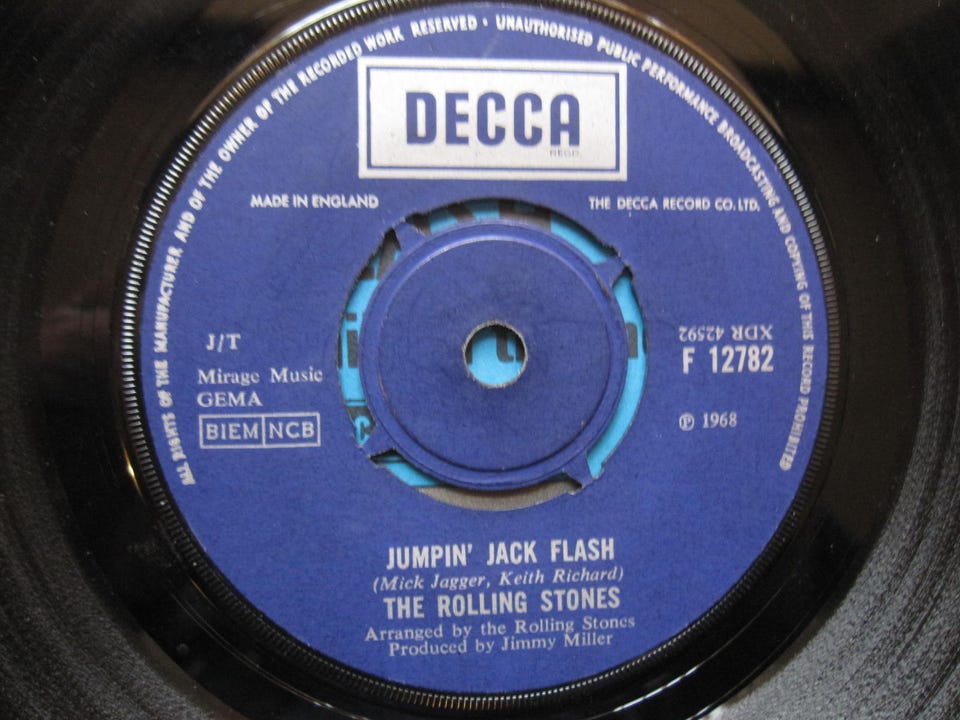 ALL RIGHTS OF THE MANUFACTURER AND OF THE OWNER OF THE RECORDED WORK RESERVED · UNAUTHORISED PUBLIC PERFORMANCE BROADCASTING AND COPYING OF THIS RECORD PROHIBITED
DECCA
REGD.
MADE IN ENGLAND
THE DECCA RECORD CO. LTD.
XDR 42592
J/T
F 12782
Mirage Music
GEMA
℗ 1968
BIEM NCB
JUMPIN' JACK FLASH
(Mick Jagger, Keith Richard)
THE ROLLING STONES
Arranged by the Rolling Stones
Produced by Jimmy Miller